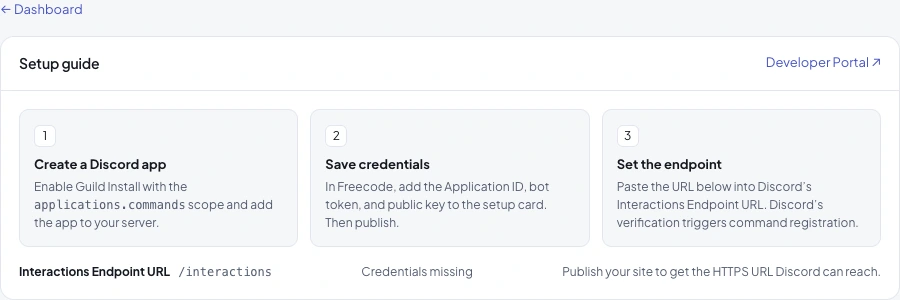 ← Dashboard
Setup guide
Developer Portal ↗
1
Create a Discord app
Enable Guild Install with the
applications.commands scope and add
the app to your server.
2
Save credentials
In Freecode, add the Application ID, bot
token, and public key to the setup card.
Then publish.
3
Set the endpoint
Paste the URL below into Discord's
Interactions Endpoint URL. Discord's
verification triggers command registration.
Interactions Endpoint URL /interactions
Credentials missing
Publish your site to get the HTTPS URL Discord can reach.